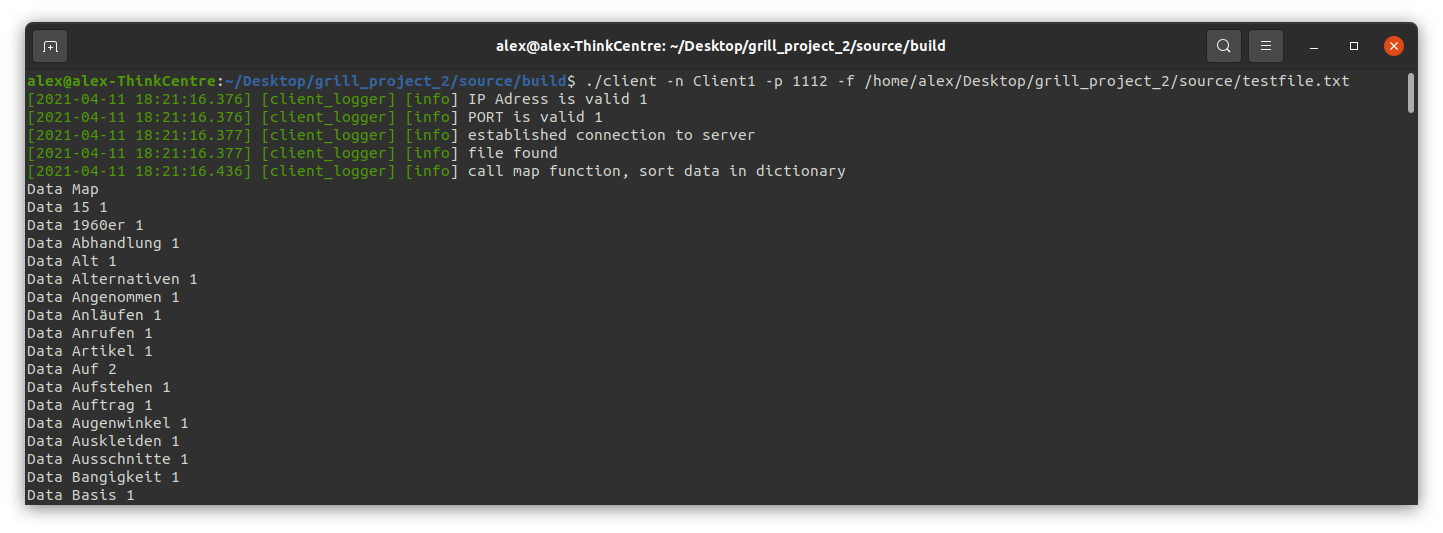 alex@alex-ThinkCentre: ~/Desktop/grill_project_2/source/build
alex@alex-ThinkCentre:~/Desktop/grill_project_2/source/build$ ./client -n Client1 -p 1112 -f /home/alex/Desktop/grill_project_2/source/testfile.txt
[2021-04-11 18:21:16.376] [client_logger] [info] IP Adress is valid 1
[2021-04-11 18:21:16.376] [client_logger] [info] PORT is valid 1
[2021-04-11 18:21:16.377] [client_logger] [info] established connection to server
[2021-04-11 18:21:16.377] [client_logger] [info] file found
[2021-04-11 18:21:16.436] [client_logger] [info] call map function, sort data in dictionary
Data Map
Data 15 1
Data 1960er 1
Data Abhandlung 1
Data Alt 1
Data Alternativen 1
Data Angenommen 1
Data Anläufen 1
Data Anrufen 1
Data Artikel 1
Data Auf 2
Data Aufstehen 1
Data Auftrag 1
Data Augenwinkel 1
Data Auskleiden 1
Data Ausschnitte 1
Data Bangigkeit 1
Data Basis 1